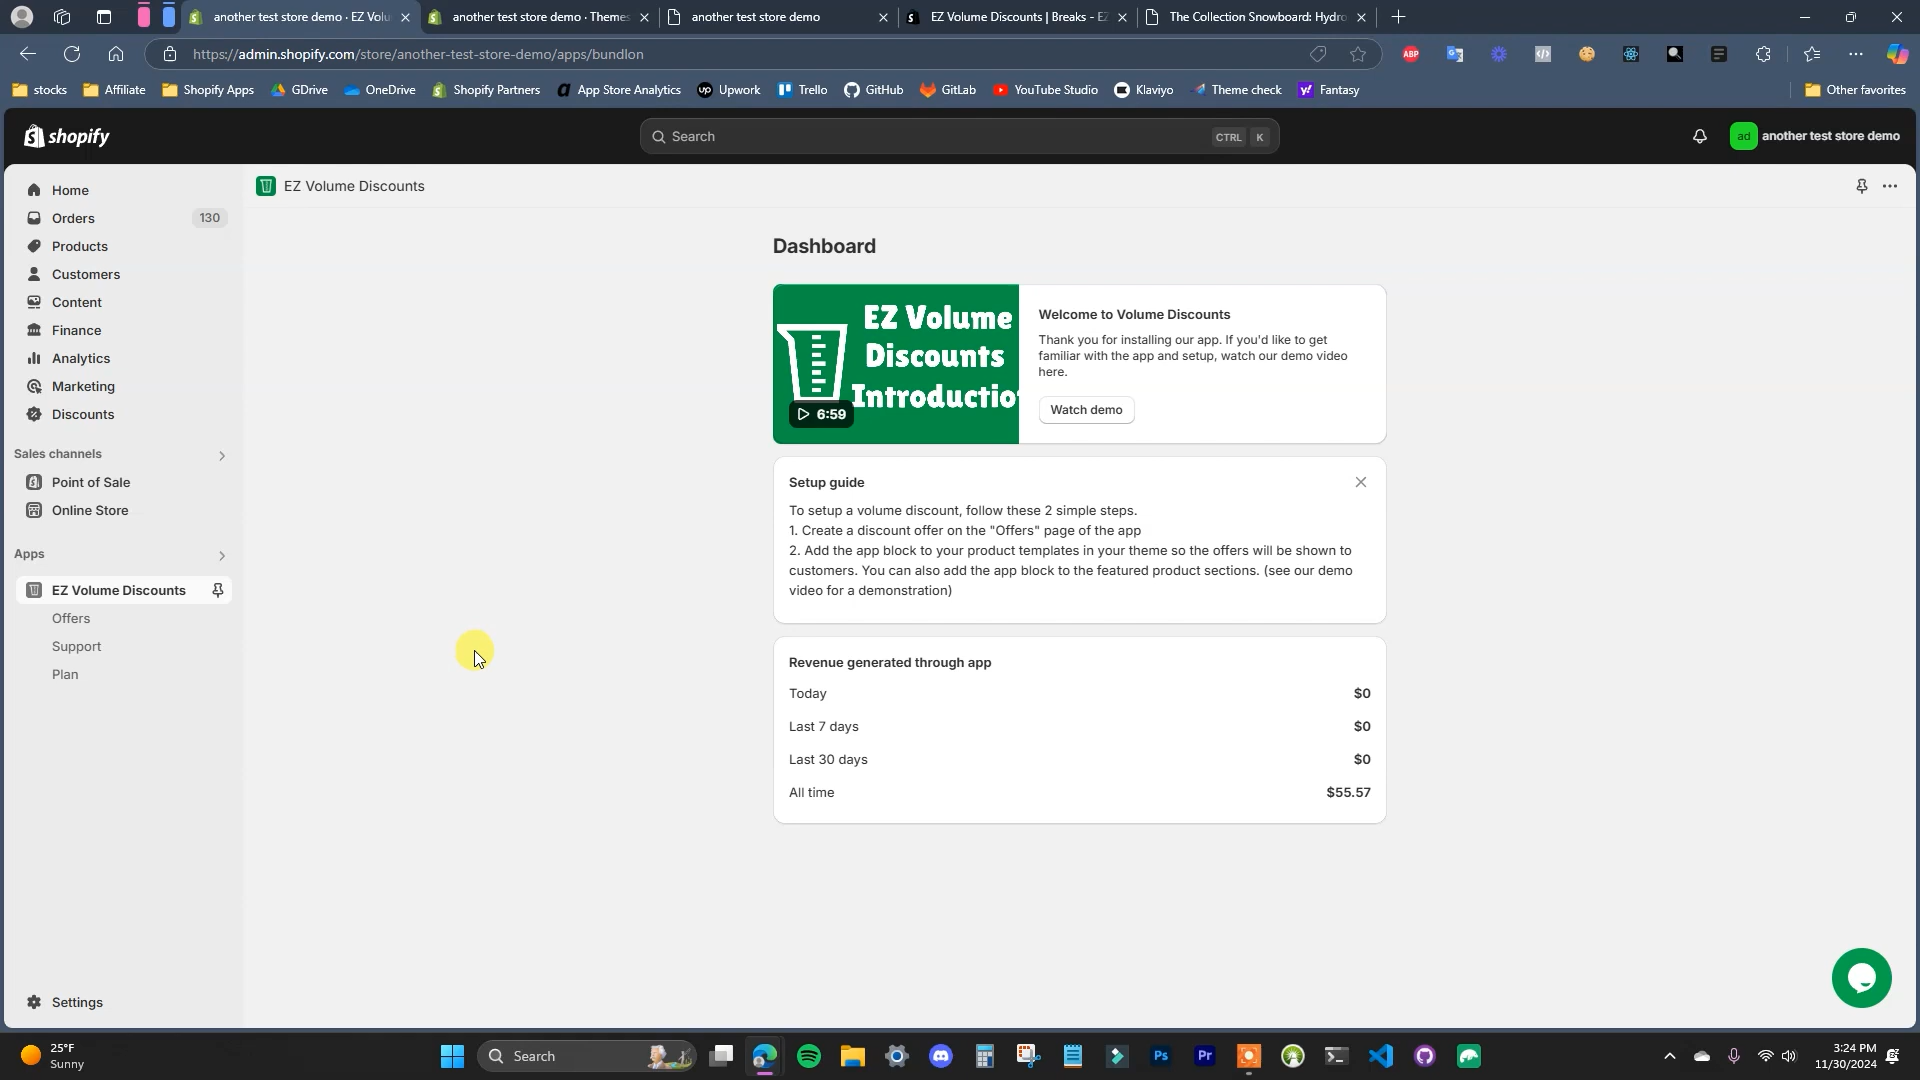 another test store demo · EZ Volu
another test store demo · Themes
another test store demo
EZ Volume Discounts | Breaks - EZ
The Collection Snowboard: Hydro
https://admin.shopify.com/store/another-test-store-demo/apps/bundlon
ABP
stocks
Affiliate
Shopify Apps
GDrive
OneDrive
Shopify Partners
App Store Analytics
Upwork
Trello
GitHub
GitLab
YouTube Studio
Klaviyo
Theme check
Fantasy
Other favorites
shopify
Search
CTRL K
ad
another test store demo
Home
Orders 130
Products
Customers
Content
Finance
Analytics
Marketing
Discounts
Sales channels
Point of Sale
Online Store
Apps
EZ Volume Discounts
Offers
Support
Plan
Settings
EZ Volume Discounts
Dashboard
EZ Volume
Discounts
Introductio
6:59
Welcome to Volume Discounts
Thank you for installing our app. If you'd like to get
familiar with the app and setup, watch our demo video
here.
Watch demo
Setup guide
To setup a volume discount, follow these 2 simple steps.
1. Create a discount offer on the "Offers" page of the app
2. Add the app block to your product templates in your theme so the offers will be shown to
customers. You can also add the app block to the featured product sections. (see our demo
video for a demonstration)
Revenue generated through app
Today $0
Last 7 days $0
Last 30 days $0
All time $55.57
25°F
Sunny
Search
Ps
Pr
3:24 PM
11/30/2024